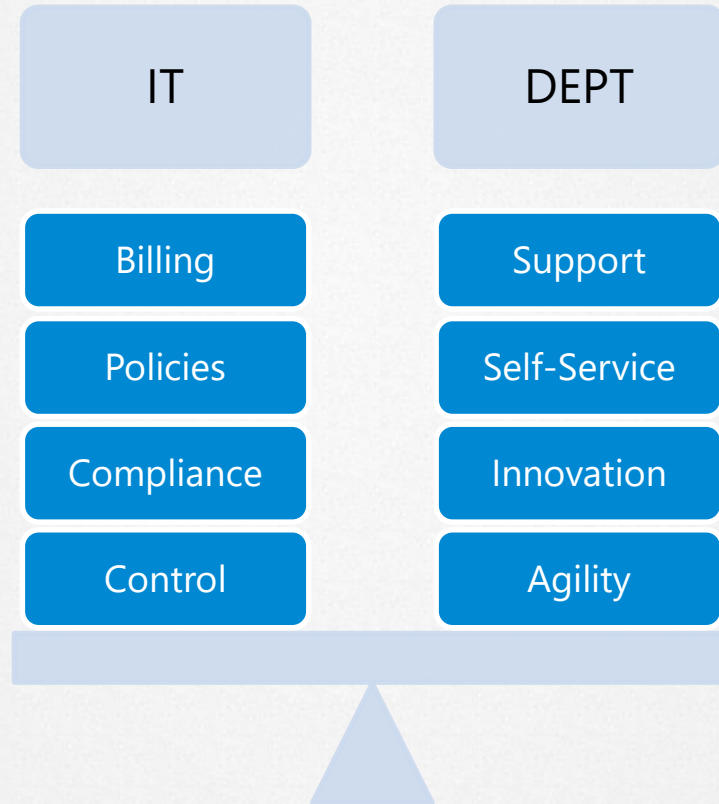 IT
Billing
Policies
Compliance
Control
DEPT
Support
Self-Service
Innovation
Agility